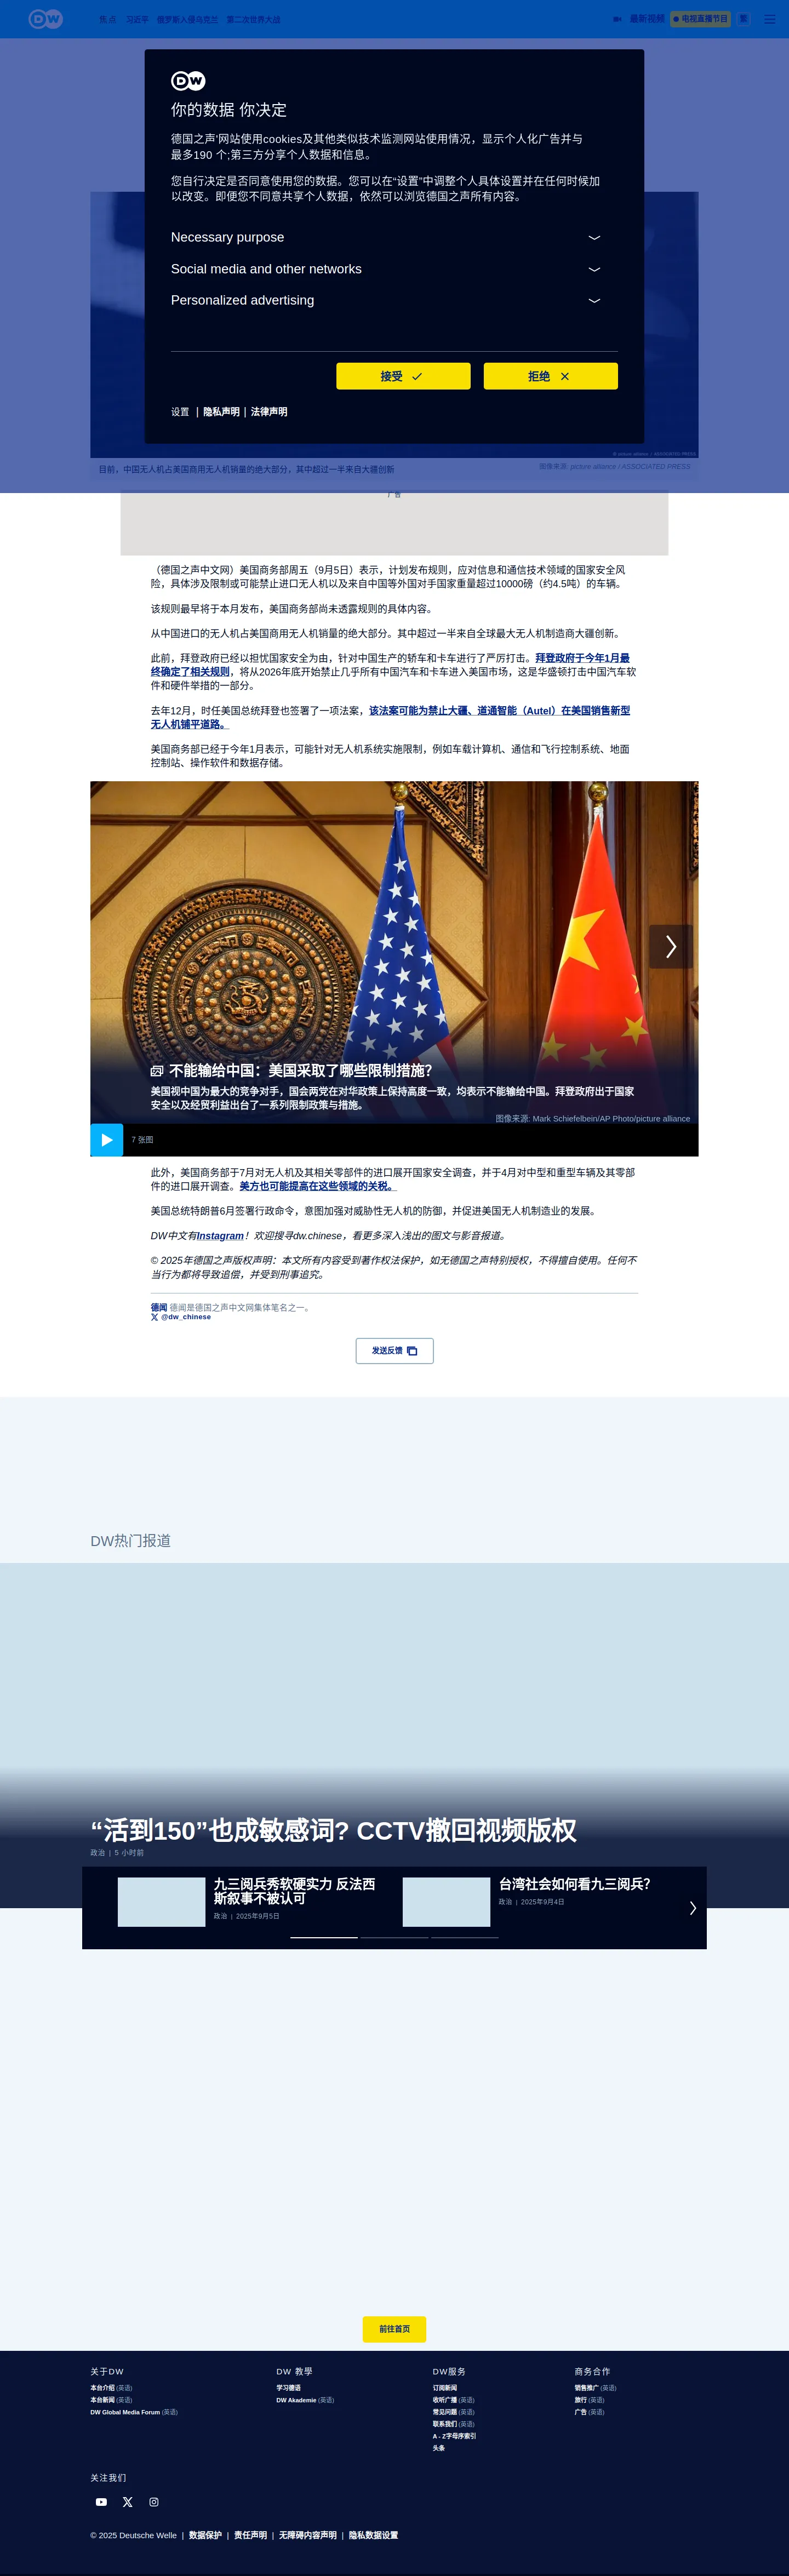 DW
焦点 习近平 俄罗斯入侵乌克兰 第二次世界大战
最新视频 电视直播节目
DW
你的数据 你决定
德国之声‘网站使用cookies及其他类似技术监测网站使用情况，显示个人化广告并与
最多190 个;第三方分享个人数据和信息。
您自行决定是否同意使用您的数据。您可以在“设置”中调整个人具体设置并在任何时候加
以改变。即便您不同意共享个人数据，依然可以浏览德国之声所有内容。
Necessary purpose
Social media and other networks
Personalized advertising
接受
拒绝
设置 | 隐私声明 | 法律声明
© picture alliance / ASSOCIATED PRESS
目前，中国无人机占美国商用无人机销量的绝大部分，其中超过一半来自大疆创新
图像来源: picture alliance / ASSOCIATED PRESS
广告
（德国之声中文网）美国商务部周五（9月5日）表示，计划发布规则，应对信息和通信技术领域的国家安全风
险，具体涉及限制或可能禁止进口无人机以及来自中国等外国对手国家重量超过10000磅（约4.5吨）的车辆。
该规则最早将于本月发布，美国商务部尚未透露规则的具体内容。
从中国进口的无人机占美国商用无人机销量的绝大部分。其中超过一半来自全球最大无人机制造商大疆创新。
此前，拜登政府已经以担忧国家安全为由，针对中国生产的轿车和卡车进行了严厉打击。拜登政府于今年1月最
终确定了相关规则，将从2026年底开始禁止几乎所有中国汽车和卡车进入美国市场，这是华盛顿打击中国汽车软
件和硬件举措的一部分。
去年12月，时任美国总统拜登也签署了一项法案，该法案可能为禁止大疆、道通智能（Autel）在美国销售新型
无人机铺平道路。
美国商务部已经于今年1月表示，可能针对无人机系统实施限制，例如车载计算机、通信和飞行控制系统、地面
控制站、操作软件和数据存储。
不能输给中国：美国采取了哪些限制措施？
美国视中国为最大的竞争对手，国会两党在对华政策上保持高度一致，均表示不能输给中国。拜登政府出于国家
安全以及经贸利益出台了一系列限制政策与措施。
图像来源: Mark Schiefelbein/AP Photo/picture alliance
7 张图
此外，美国商务部于7月对无人机及其相关零部件的进口展开国家安全调查，并于4月对中型和重型车辆及其零部
件的进口展开调查。美方也可能提高在这些领域的关税。
美国总统特朗普6月签署行政命令，意图加强对威胁性无人机的防御，并促进美国无人机制造业的发展。
DW中文有Instagram！欢迎搜寻dw.chinese，看更多深入浅出的图文与影音报道。
© 2025年德国之声版权声明：本文所有内容受到著作权法保护，如无德国之声特别授权，不得擅自使用。任何不
当行为都将导致追偿，并受到刑事追究。
德闻 德闻是德国之声中文网集体笔名之一。
@dw_chinese
发送反馈
DW热门报道
“活到150”也成敏感词? CCTV撤回视频版权
政治 | 5 小时前
九三阅兵秀软硬实力 反法西
斯叙事不被认可
政治 | 2025年9月5日
台湾社会如何看九三阅兵？
政治 | 2025年9月4日
前往首页
关于DW
本台介绍 (英语)
本台新闻 (英语)
DW Global Media Forum (英语)
DW 教學
学习德语
DW Akademie (英语)
DW服务
订阅新闻
收听广播 (英语)
常见问题 (英语)
联系我们 (英语)
A - Z字母序索引
头条
商务合作
销售推广 (英语)
旅行 (英语)
广告 (英语)
关注我们
© 2025 Deutsche Welle | 数据保护 | 责任声明 | 无障碍内容声明 | 隐私数据设置